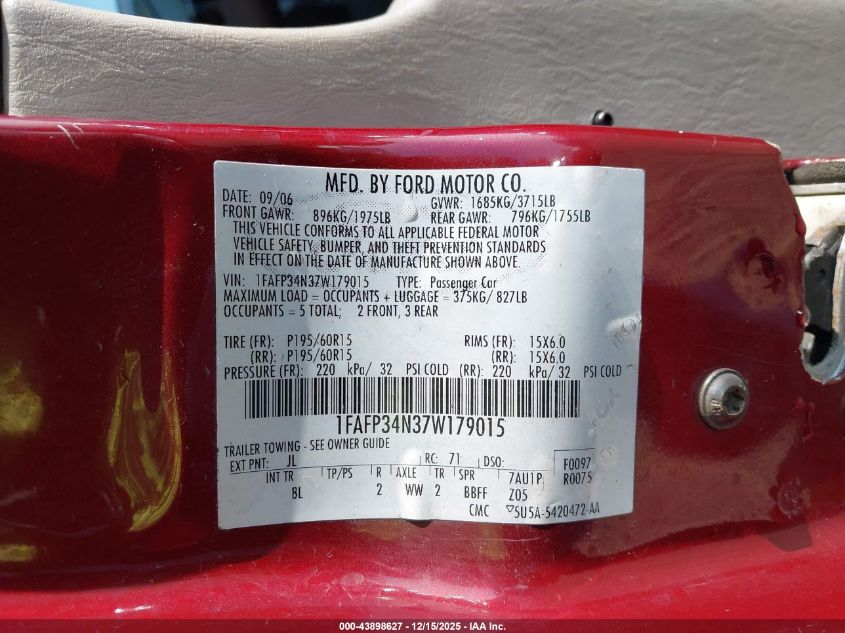 MFD. BY FORD MOTOR CO.
DATE: 09/06 GVWR: 1685KG/3715LB
FRONT GAWR: 896KG/1975LB REAR GAWR: 796KG/1755LB
THIS VEHICLE CONFORMS TO ALL APPLICABLE FEDERAL MOTOR
VEHICLE SAFETY, BUMPER, AND THEFT PREVENTION STANDARDS
IN EFFECT ON THE DATE OF MANUFACTURE SHOWN ABOVE.
VIN: 1FAFP34N37W179015 TYPE: Passenger Car
MAXIMUM LOAD = OCCUPANTS + LUGGAGE = 375KG/ 827LB
OCCUPANTS = 5 TOTAL; 2 FRONT, 3 REAR
TIRE (FR): P195/60R15 RIMS (FR): 15X6.0
(RR): P195/60R15 (RR): 15X6.0
PRESSURE (FR): 220 kPa/ 32 PSI COLD (RR): 220 kPa/ 32 PSI COLD
1FAFP34N37W179015
TRAILER TOWING - SEE OWNER GUIDE
EXT PNT: JL RC: 71 DSO: F0097
INT TR TP/PS R AXLE TR SPR 7AU1P R0075
8L 2 WW 2 BBFF Z05
CMC 5U5A-5420472-AA
000-43898627 - 12/15/2025 - IAA Inc.